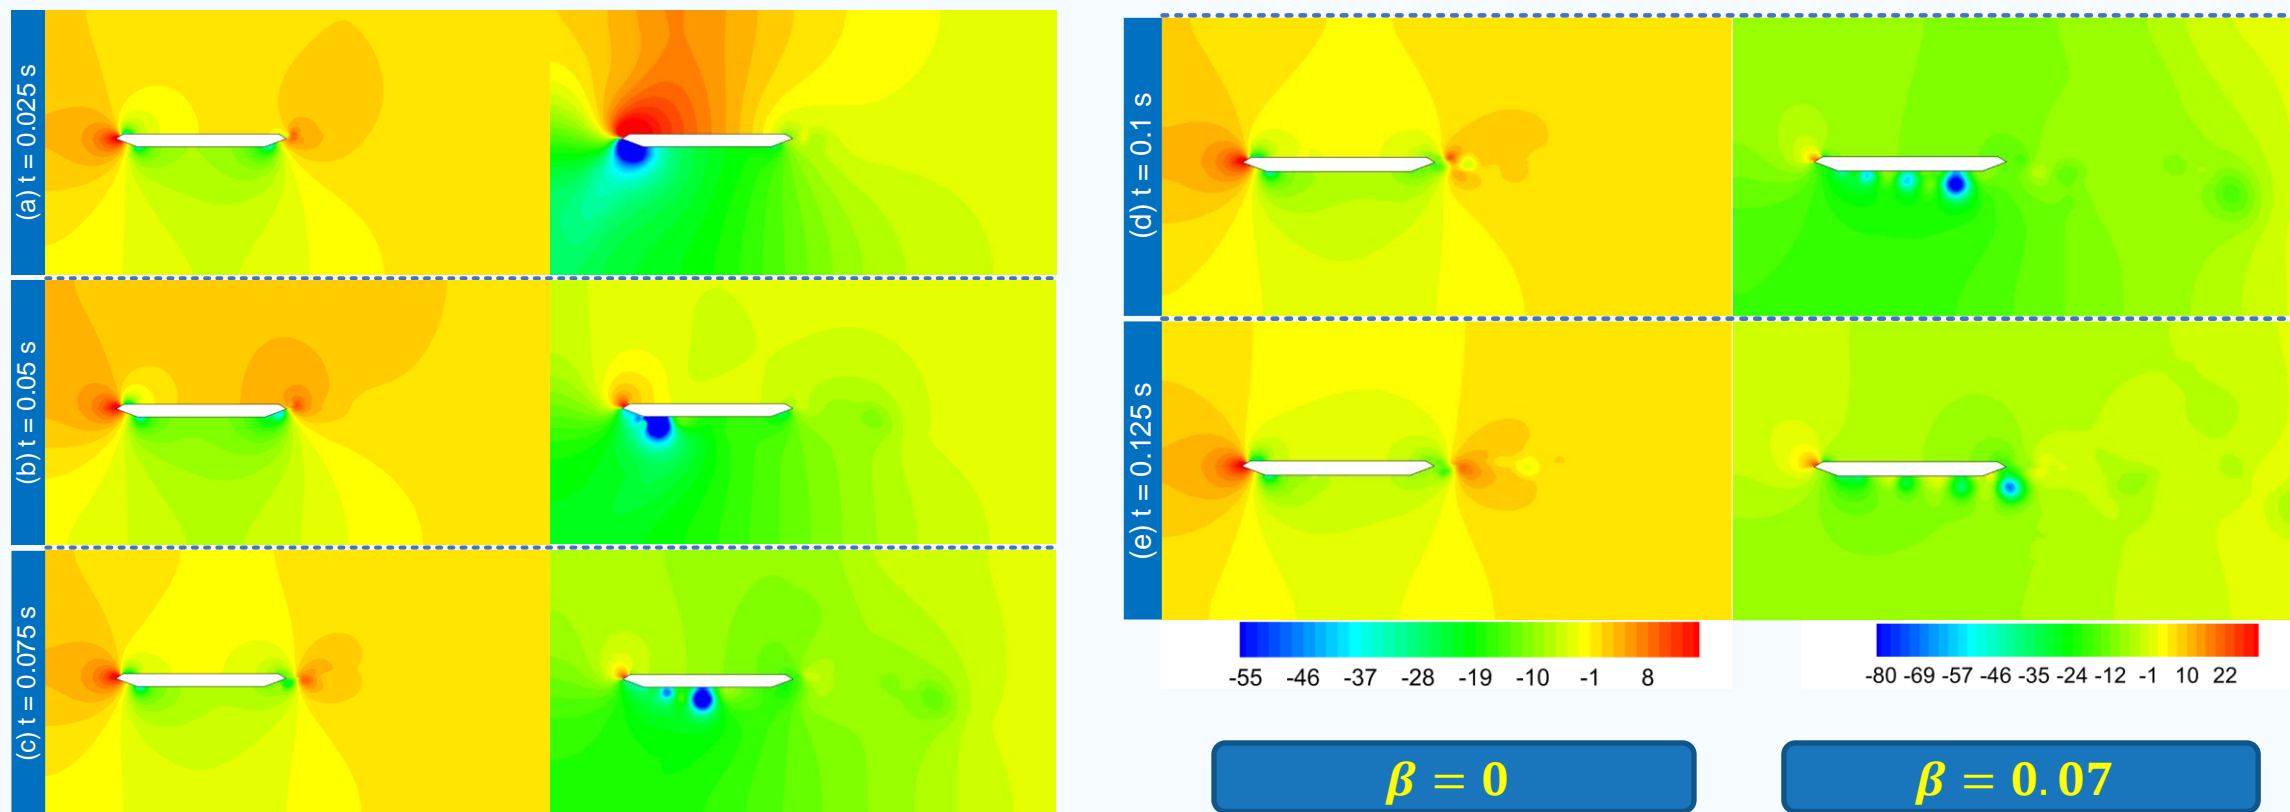 (a) t = 0.025 s
(b) t = 0.05 s
(c) t = 0.075 s
(d) t = 0.1 s
(e) t = 0.125 s
-55 -46 -37 -28 -19 -10 -1 8
-80 -69 -57 -46 -35 -24 -12 -1 10 22
β = 0
β = 0.07